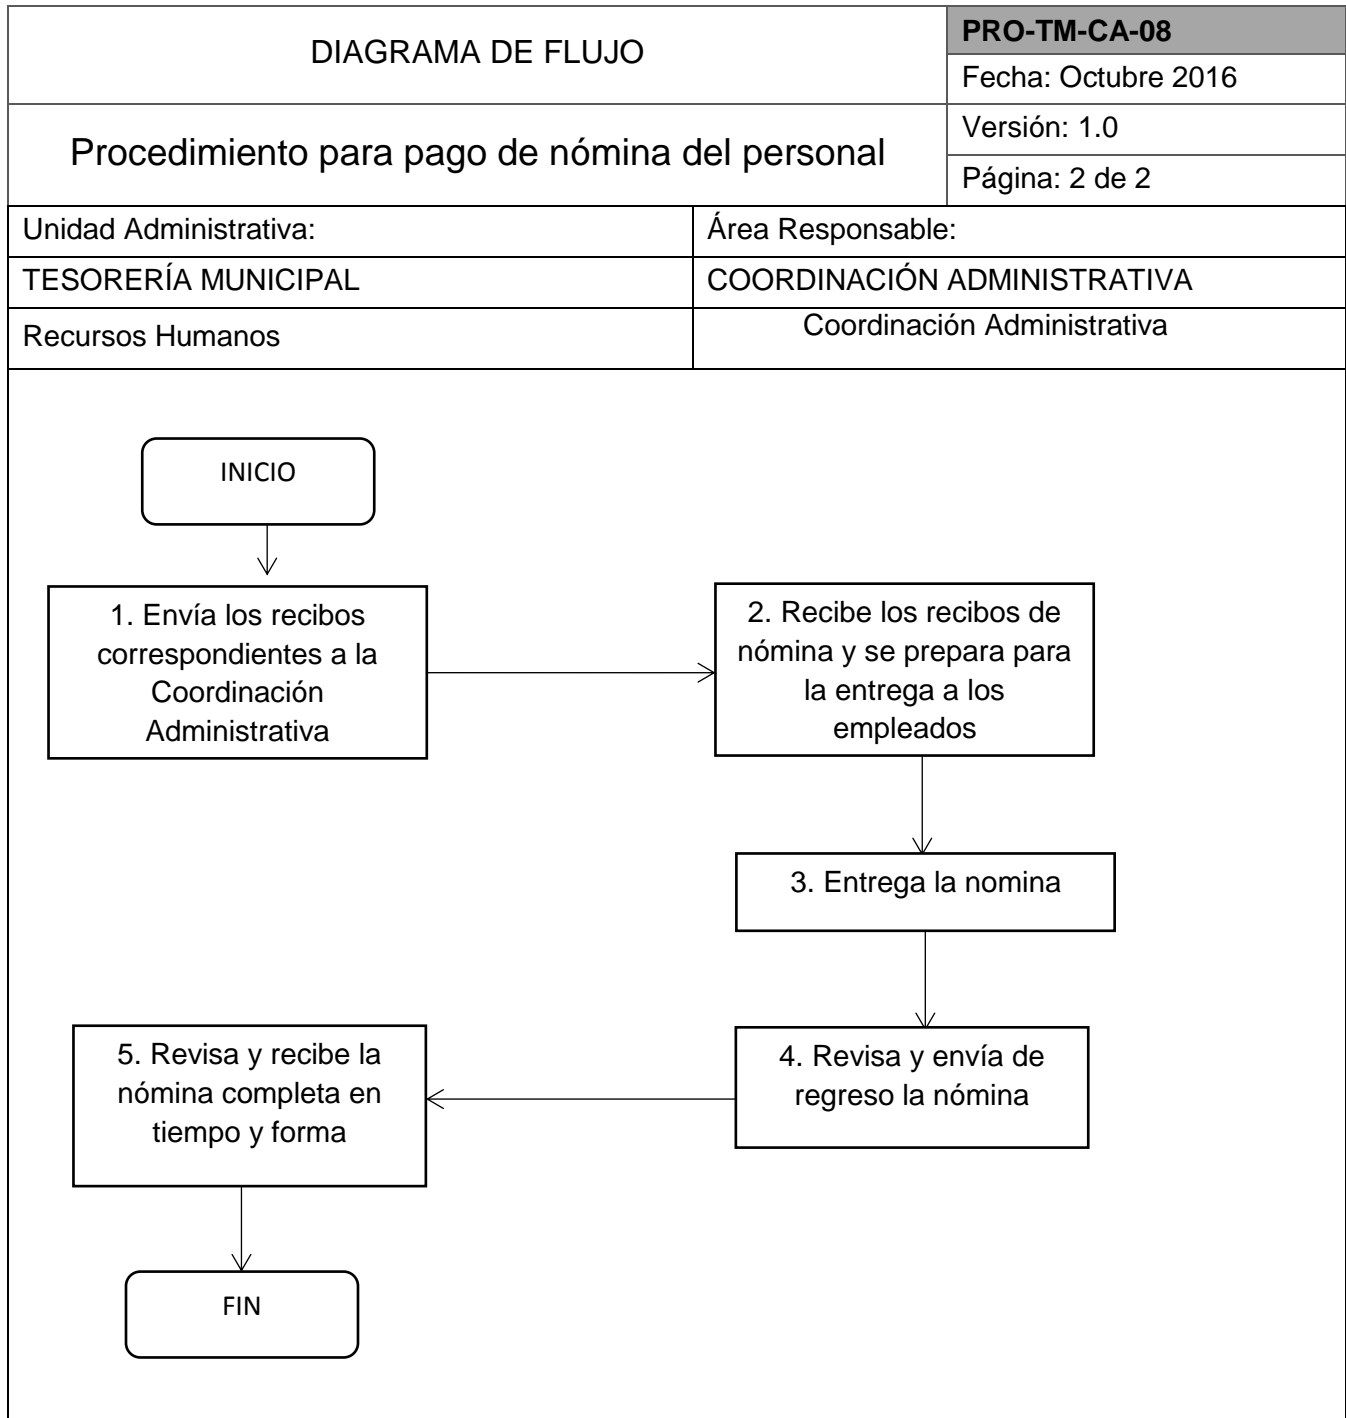 DIAGRAMA DE FLUJO
PRO-TM-CA-08
Fecha: Octubre 2016
Procedimiento para pago de nómina del personal
Versión: 1.0
Página: 2 de 2
Unidad Administrativa:
Área Responsable:
TESORERÍA MUNICIPAL
COORDINACIÓN ADMINISTRATIVA
Recursos Humanos
Coordinación Administrativa
INICIO
1. Envía los recibos
correspondientes a la
Coordinación
Administrativa
2. Recibe los recibos de
nómina y se prepara para
la entrega a los
empleados
3. Entrega la nomina
4. Revisa y envía de
regreso la nómina
5. Revisa y recibe la
nómina completa en
tiempo y forma
FIN